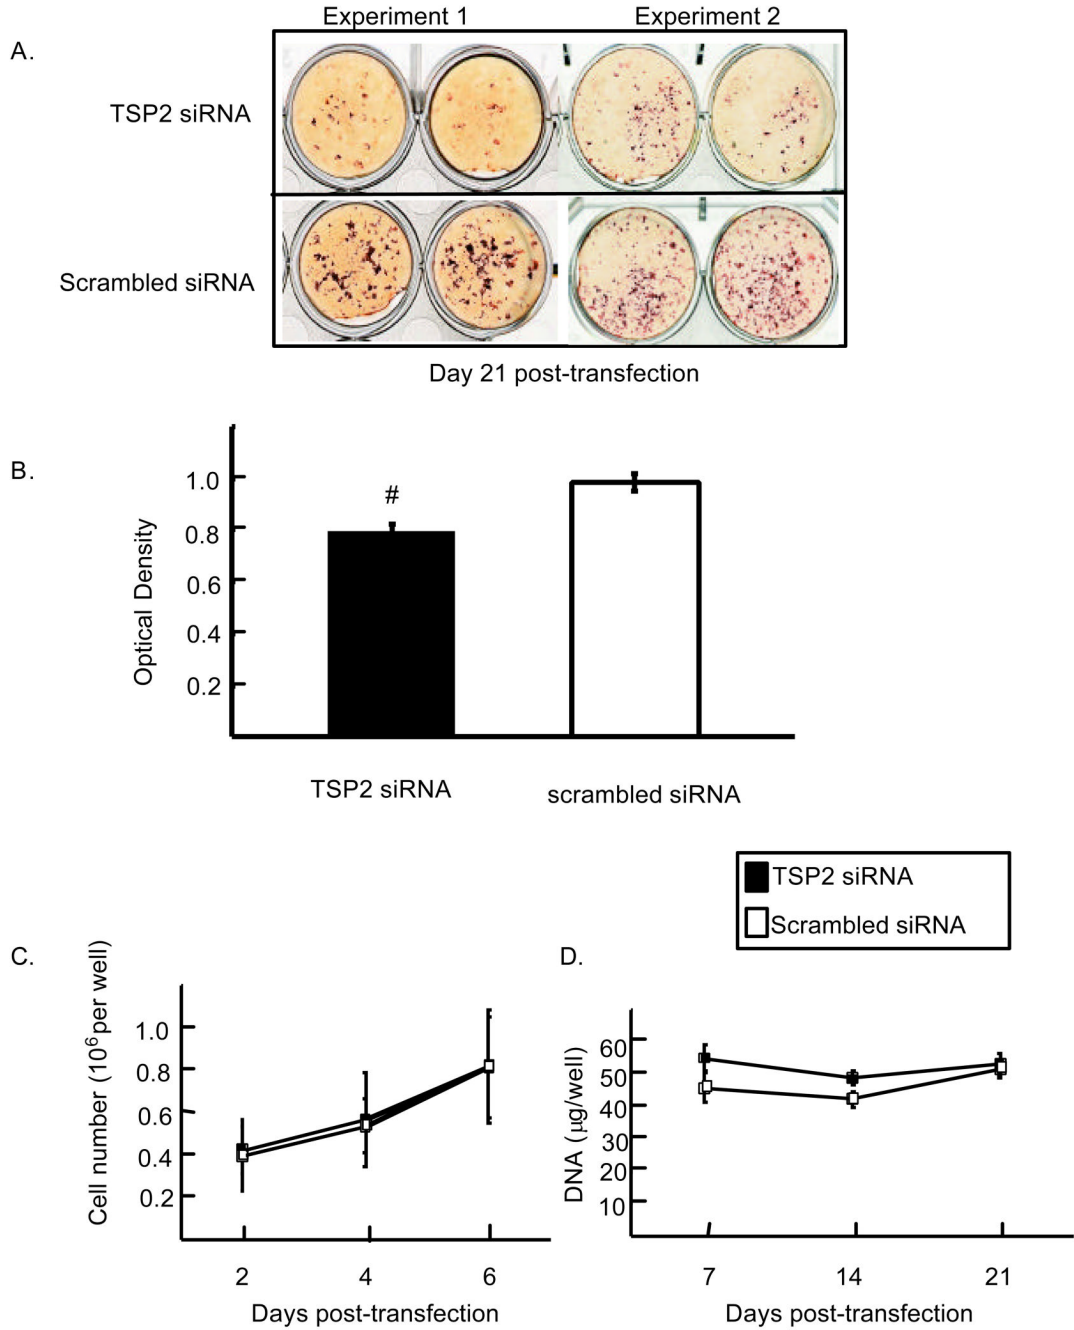 Experiment 1 Experiment 2
A.
TSP2 siRNA
Scrambled siRNA
Day 21 post-transfection
B.
Optical Density
1.0
0.8
0.6
0.4
0.2
#
TSP2 siRNA
scrambled siRNA
TSP2 siRNA
Scrambled siRNA
C.
Cell number (10⁶per well)
1.0
0.8
0.6
0.4
0.2
2 4 6
Days post-transfection
D.
DNA (µg/well)
60
50
40
30
20
10
7 14 21
Days post-transfection